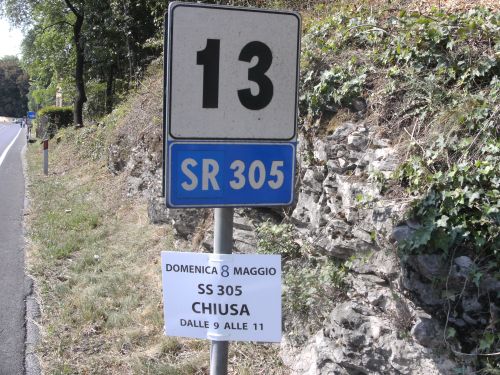 13
SR 305
DOMENICA 8 MAGGIO
SS 305
CHIUSA
DALLE 9 ALLE 11